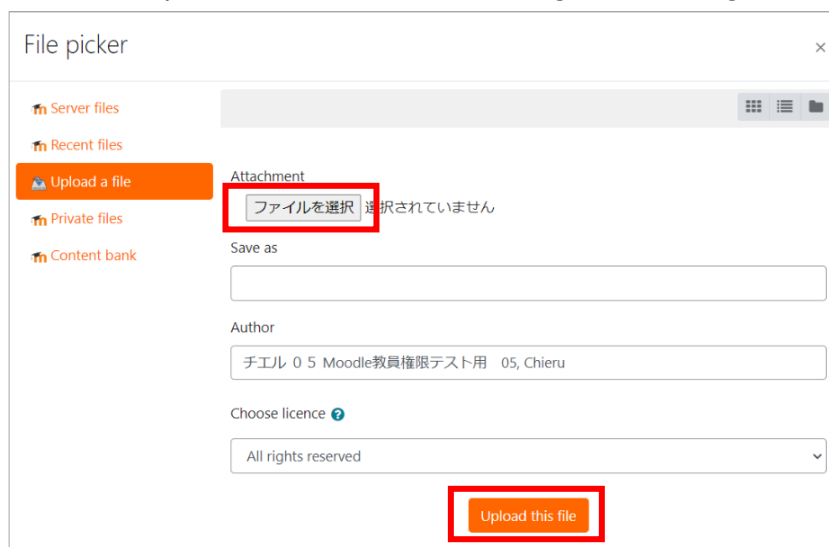 File picker
×
Server files
Recent files
Upload a file
Private files
Content bank
Attachment
ファイルを選択 選択されていません
Save as
Author
チエル ０５ Moodle教員権限テスト用　05, Chieru
Choose licence
All rights reserved
Upload this file